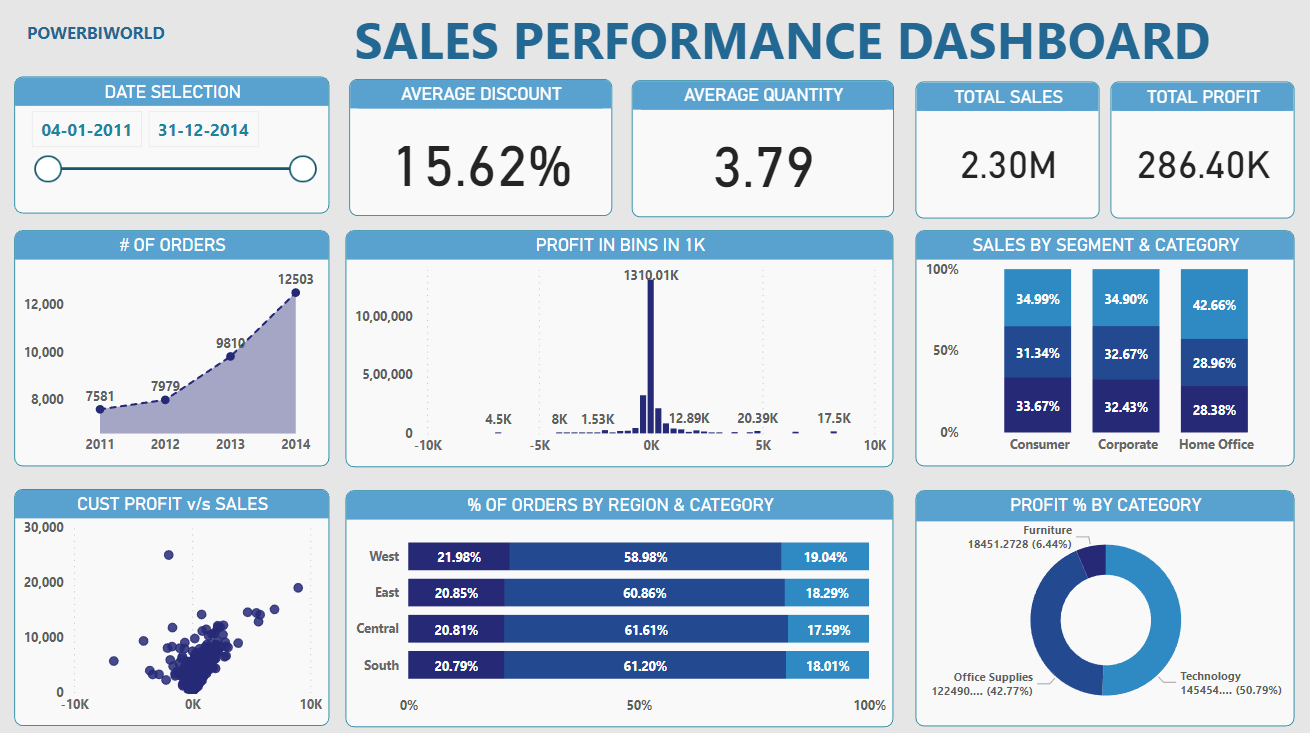 POWERBIWORLD
SALES PERFORMANCE DASHBOARD
DATE SELECTION
04-01-2011
31-12-2014
AVERAGE DISCOUNT
15.62%
AVERAGE QUANTITY
3.79
TOTAL SALES
2.30M
TOTAL PROFIT
286.40K
# OF ORDERS
12,000
10,000
8,000
7581
7979
9810
12503
2011
2012
2013
2014
PROFIT IN BINS IN 1K
1310.01K
10,00,000
5,00,000
0
4.5K
8K
1.53K
12.89K
20.39K
17.5K
-10K
-5K
0K
5K
10K
SALES BY SEGMENT & CATEGORY
100%
50%
0%
34.99%
34.90%
42.66%
31.34%
32.67%
28.96%
33.67%
32.43%
28.38%
Consumer
Corporate
Home Office
CUST PROFIT v/s SALES
30,000
20,000
10,000
0
-10K
0K
10K
% OF ORDERS BY REGION & CATEGORY
West
21.98%
58.98%
19.04%
East
20.85%
60.86%
18.29%
Central
20.81%
61.61%
17.59%
South
20.79%
61.20%
18.01%
0%
50%
100%
PROFIT % BY CATEGORY
Furniture
18451.2728 (6.44%)
Office Supplies
122490.... (42.77%)
Technology
145454.... (50.79%)